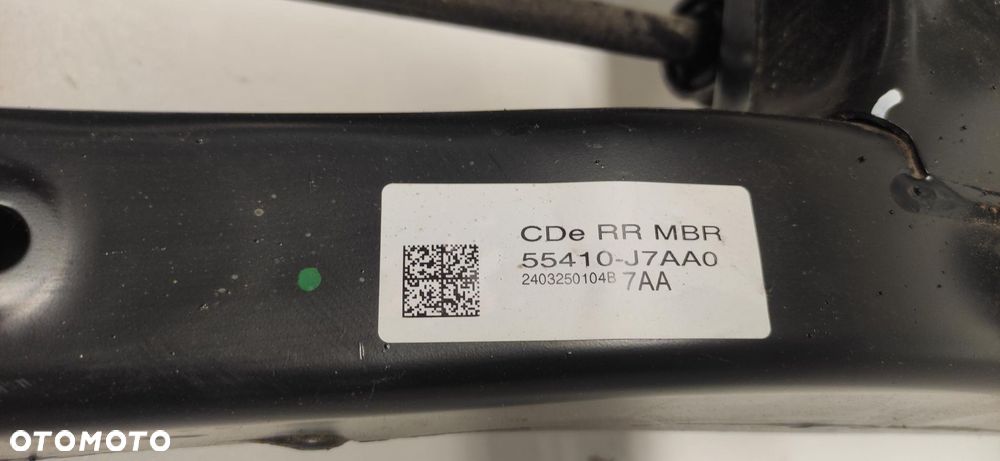 CDe RR MBR
55410-J7AA0
2403250104B 7AA
OTOMOTO